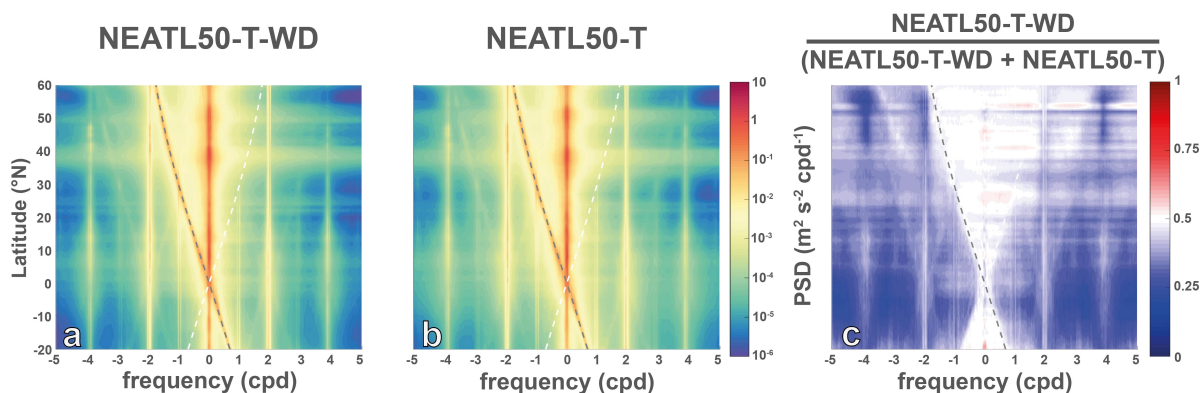 NEATL50-T-WD
NEATL50-T
NEATL50-T-WD
(NEATL50-T-WD + NEATL50-T)
Latitude (°N)
60
50
40
30
20
10
0
-10
-20
a
-5 -4 -3 -2 -1 0 1 2 3 4 5
frequency (cpd)
b
-5 -4 -3 -2 -1 0 1 2 3 4 5
frequency (cpd)
10
1
10-1
10-2
10-3
10-4
10-5
10-6
PSD (m2 s-2 cpd-1)
c
-5 -4 -3 -2 -1 0 1 2 3 4 5
frequency (cpd)
1
0.75
0.5
0.25
0